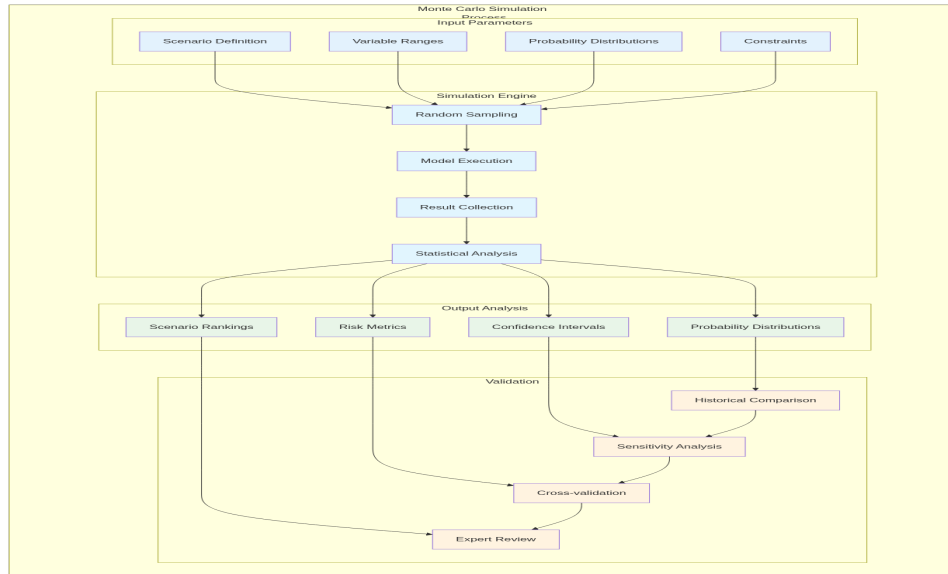 Monte Carlo Simulation
Process
Input Parameters
Scenario Definition
Variable Ranges
Probability Distributions
Constraints
Simulation Engine
Random Sampling
Model Execution
Result Collection
Statistical Analysis
Output Analysis
Scenario Rankings
Risk Metrics
Confidence Intervals
Probability Distributions
Validation
Historical Comparison
Sensitivity Analysis
Cross-validation
Expert Review